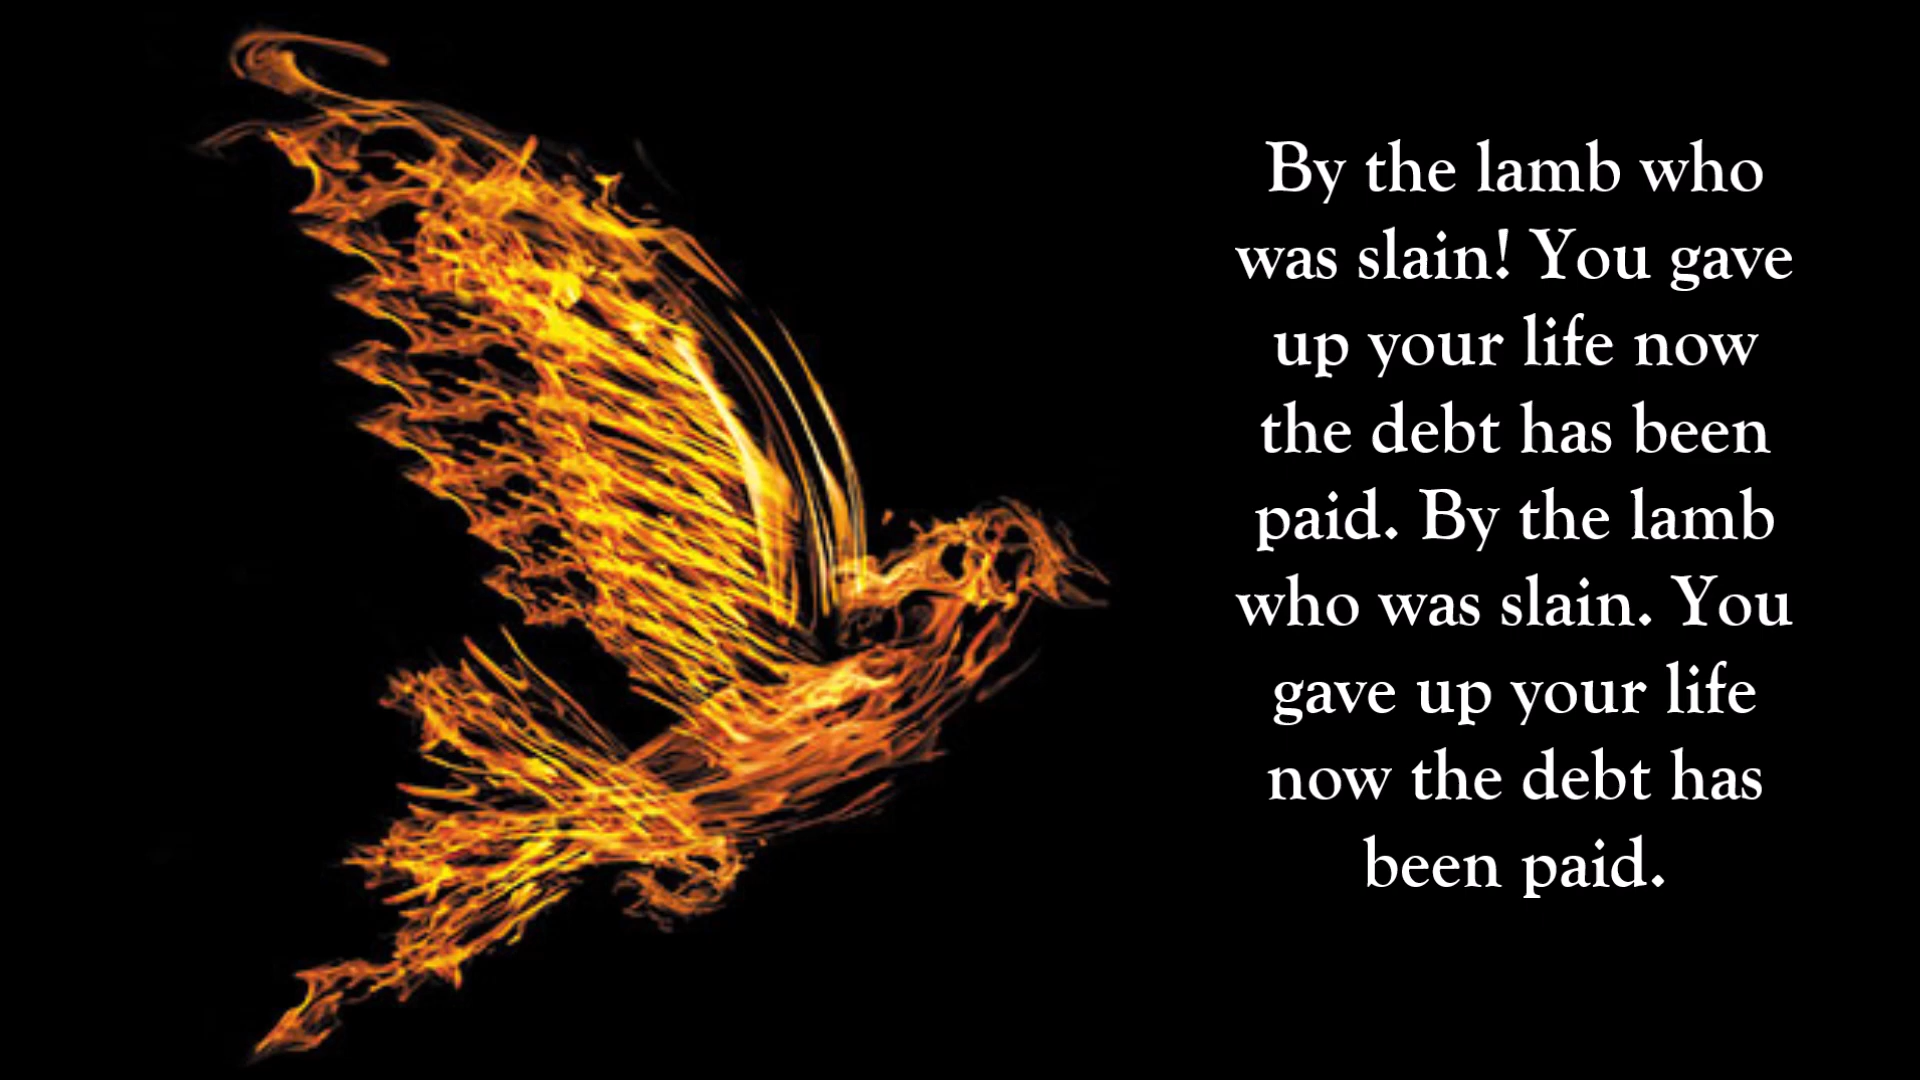 By the lamb who
was slain! You gave
up your life now
the debt has been
paid. By the lamb
who was slain. You
gave up your life
now the debt has
been paid.